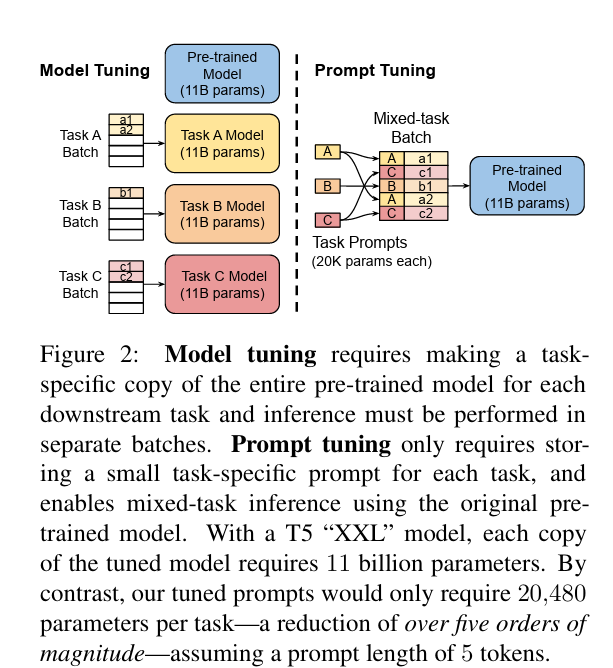 Model Tuning
Pre-trained
Model
(11B params)
Task A
Batch
a1
a2
Task A Model
(11B params)
Task B
Batch
b1
Task B Model
(11B params)
Task C
Batch
c1
c2
Task C Model
(11B params)
Prompt Tuning
Mixed-task
Batch
A
B
C
A a1
C c1
B b1
A a2
C c2
Task Prompts
(20K params each)
Pre-trained
Model
(11B params)
Figure 2: Model tuning requires making a task-
specific copy of the entire pre-trained model for each
downstream task and inference must be performed in
separate batches. Prompt tuning only requires stor-
ing a small task-specific prompt for each task, and
enables mixed-task inference using the original pre-
trained model. With a T5 “XXL” model, each copy
of the tuned model requires 11 billion parameters. By
contrast, our tuned prompts would only require 20,480
parameters per task—a reduction of over five orders of
magnitude—assuming a prompt length of 5 tokens.